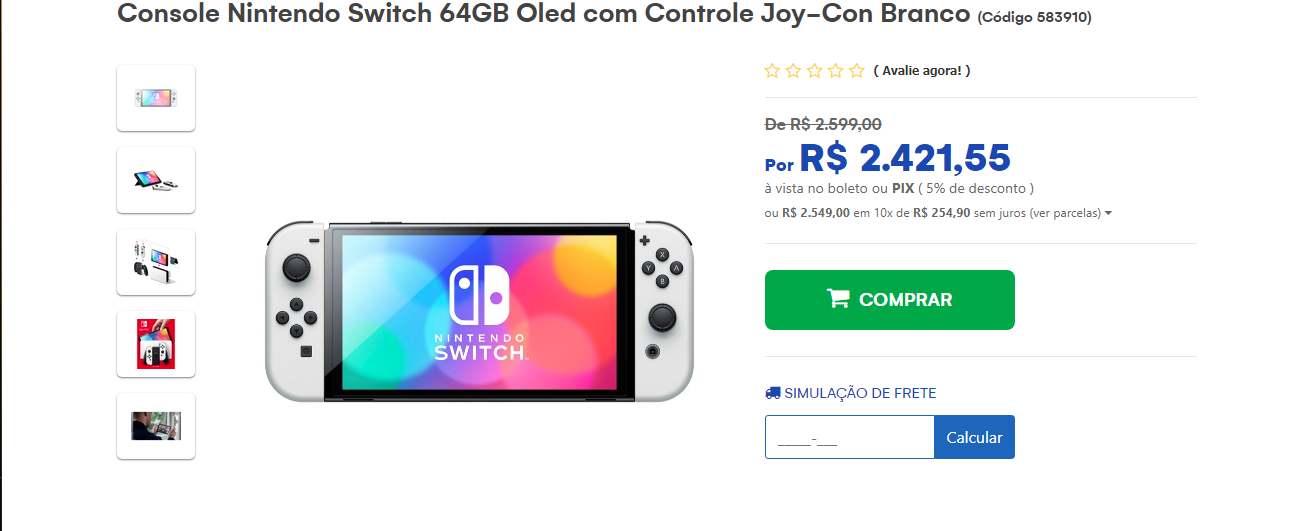 Console Nintendo Switch 64GB Oled com Controle Joy-Con Branco (Código 583910)
( Avalie agora! )
De R$ 2.599,00
Por R$ 2.421,55
à vista no boleto ou PIX ( 5% de desconto )
ou R$ 2.549,00 em 10x de R$ 254,90 sem juros (ver parcelas)
X
Y A
B
NINTENDO
SWITCH
COMPRAR
SIMULAÇÃO DE FRETE
_____-___ Calcular